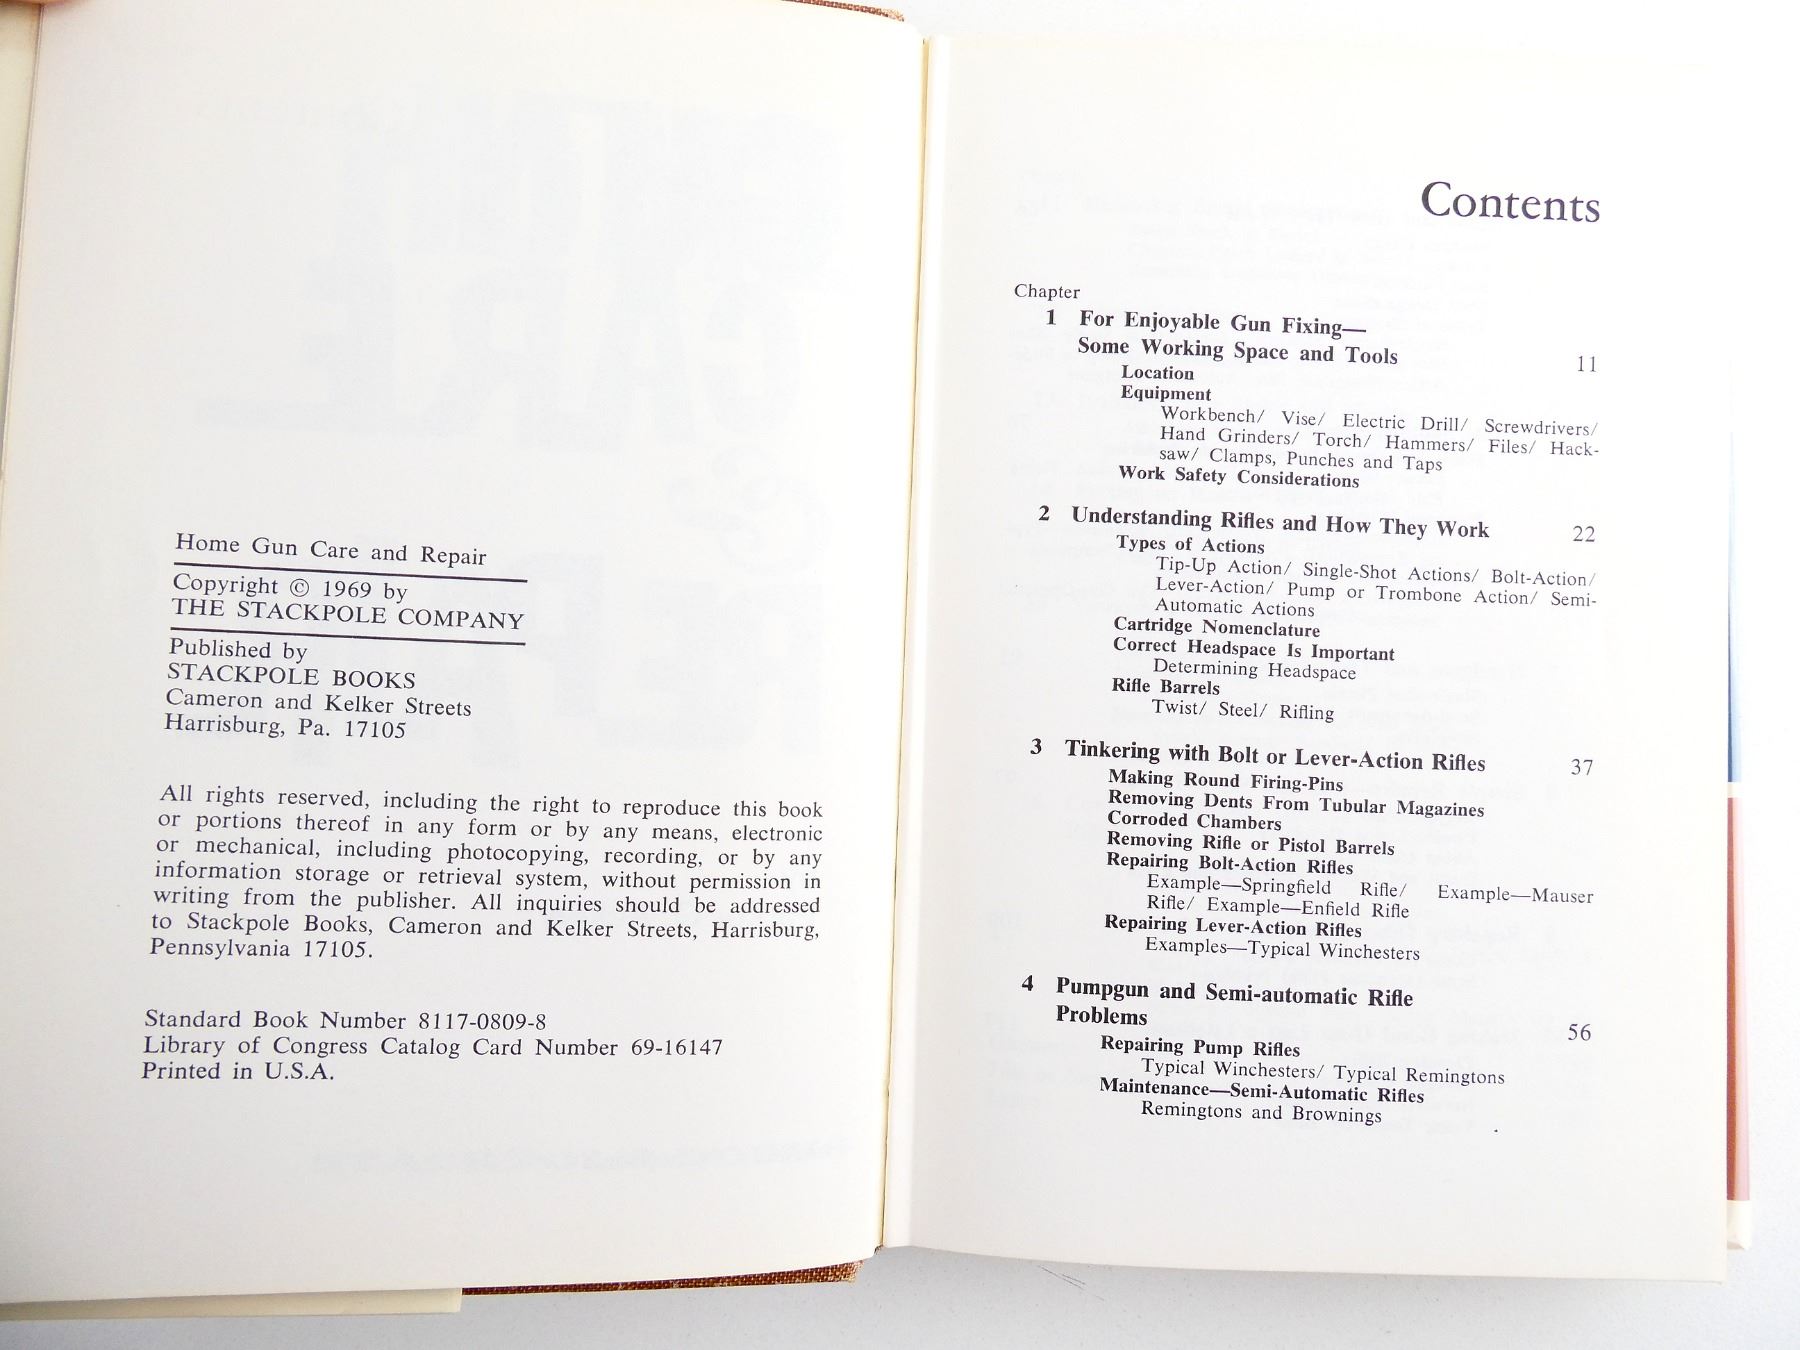 Home Gun Care and Repair
Copyright © 1969 by
THE STACKPOLE COMPANY
Published by
STACKPOLE BOOKS
Cameron and Kelker Streets
Harrisburg, Pa. 17105
All rights reserved, including the right to reproduce this book
or portions thereof in any form or by any means, electronic
or mechanical, including photocopying, recording, or by any
information storage or retrieval system, without permission in
writing from the publisher. All inquiries should be addressed
to Stackpole Books, Cameron and Kelker Streets, Harrisburg,
Pennsylvania 17105.
Standard Book Number 8117-0809-8
Library of Congress Catalog Card Number 69-16147
Printed in U.S.A.
Contents
Chapter
1 For Enjoyable Gun Fixing—
Some Working Space and Tools 11
Location
Equipment
Workbench/ Vise/ Electric Drill/ Screwdrivers/
Hand Grinders/ Torch/ Hammers/ Files/ Hack-
saw/ Clamps, Punches and Taps
Work Safety Considerations
2 Understanding Rifles and How They Work 22
Types of Actions
Tip-Up Action/ Single-Shot Actions/ Bolt-Action/
Lever-Action/ Pump or Trombone Action/ Semi-
Automatic Actions
Cartridge Nomenclature
Correct Headspace Is Important
Determining Headspace
Rifle Barrels
Twist/ Steel/ Rifling
3 Tinkering with Bolt or Lever-Action Rifles 37
Making Round Firing-Pins
Removing Dents From Tubular Magazines
Corroded Chambers
Removing Rifle or Pistol Barrels
Repairing Bolt-Action Rifles
Example—Springfield Rifle/ Example—Mauser
Rifle/ Example—Enfield Rifle
Repairing Lever-Action Rifles
Examples—Typical Winchesters
4 Pumpgun and Semi-automatic Rifle
Problems 56
Repairing Pump Rifles
Typical Winchesters/ Typical Remingtons
Maintenance—Semi-Automatic Rifles
Remingtons and Brownings